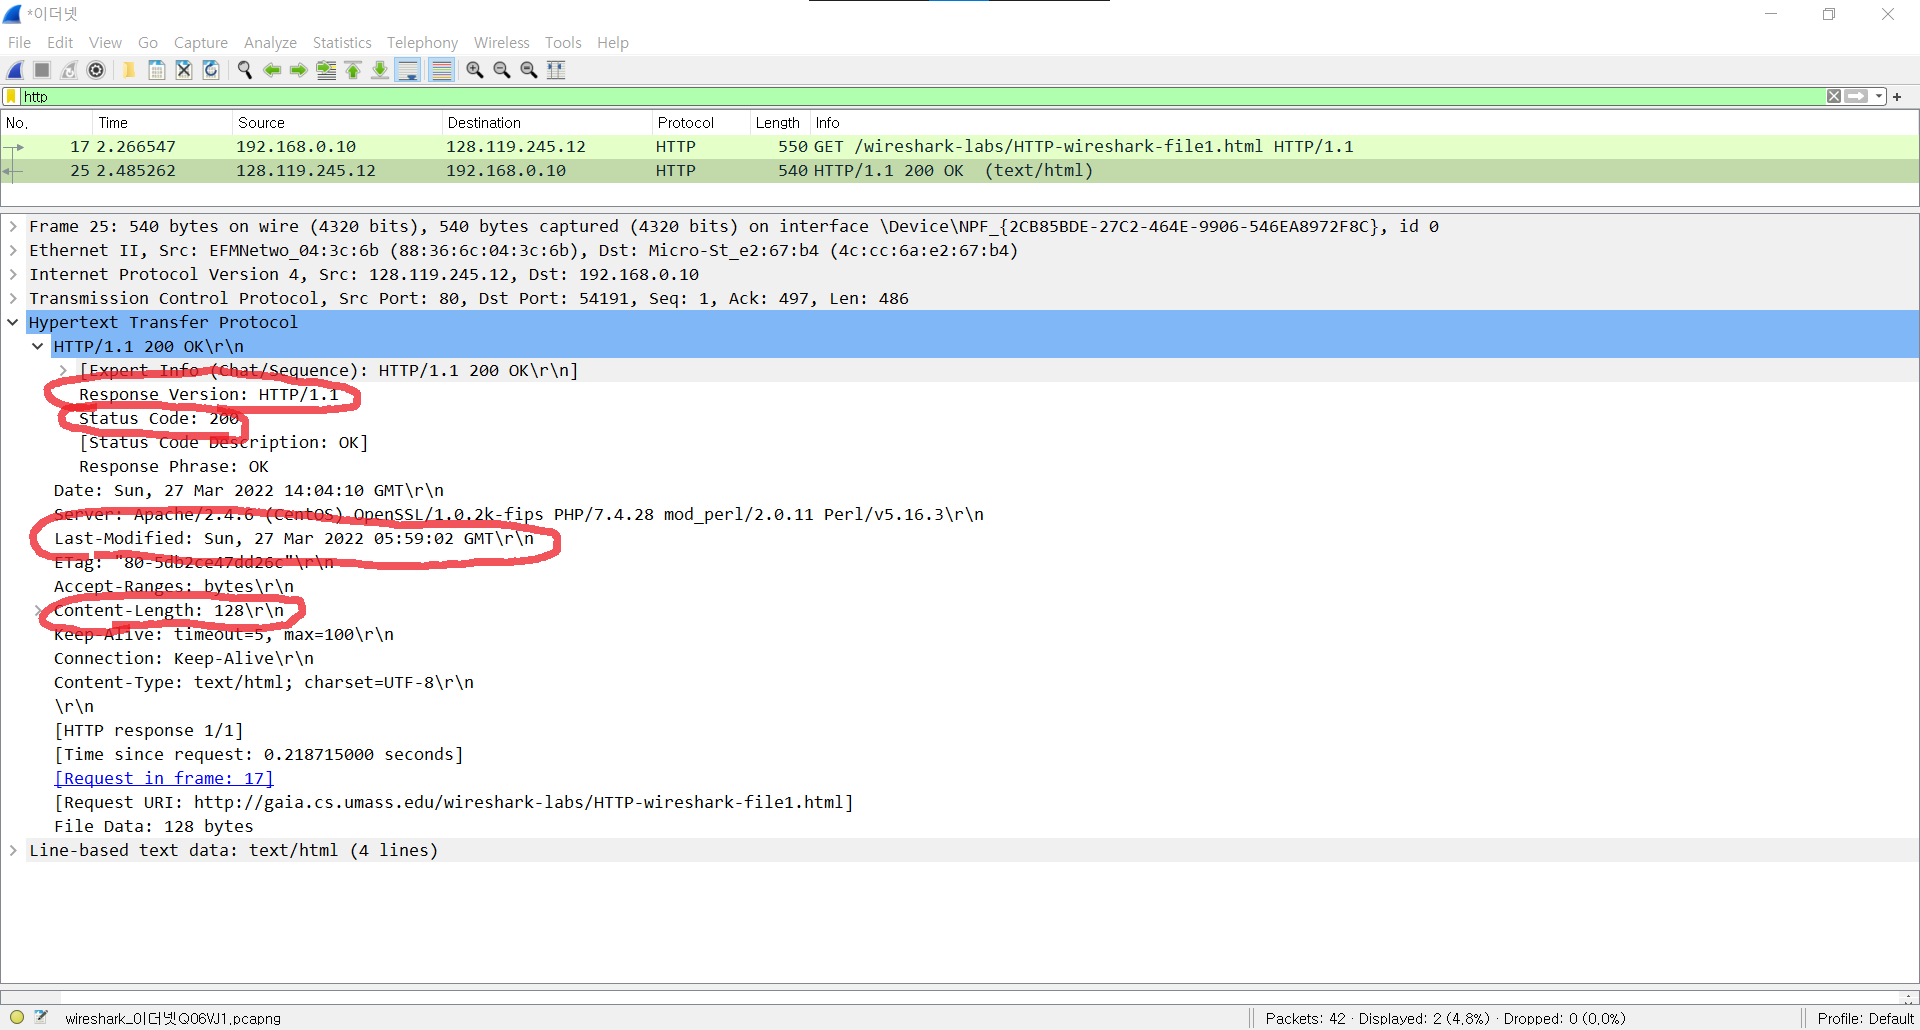 *이더넷
File Edit View Go Capture Analyze Statistics Telephony Wireless Tools Help
http
No. Time Source Destination Protocol Length Info
17 2.266547 192.168.0.10 128.119.245.12 HTTP 550 GET /wireshark-labs/HTTP-wireshark-file1.html HTTP/1.1
25 2.485262 128.119.245.12 192.168.0.10 HTTP 540 HTTP/1.1 200 OK (text/html)
Frame 25: 540 bytes on wire (4320 bits), 540 bytes captured (4320 bits) on interface \Device\NPF_{2CB85BDE-27C2-464E-9906-546EA8972F8C}, id 0
Ethernet II, Src: EFMNetwo_04:3c:6b (88:36:6c:04:3c:6b), Dst: Micro-St_e2:67:b4 (4c:cc:6a:e2:67:b4)
Internet Protocol Version 4, Src: 128.119.245.12, Dst: 192.168.0.10
Transmission Control Protocol, Src Port: 80, Dst Port: 54191, Seq: 1, Ack: 497, Len: 486
Hypertext Transfer Protocol
HTTP/1.1 200 OK\r\n
[Expert Info (Chat/Sequence): HTTP/1.1 200 OK\r\n]
Response Version: HTTP/1.1
Status Code: 200
[Status Code Description: OK]
Response Phrase: OK
Date: Sun, 27 Mar 2022 14:04:10 GMT\r\n
Server: Apache/2.4.6 (CentOS) OpenSSL/1.0.2k-fips PHP/7.4.28 mod_perl/2.0.11 Perl/v5.16.3\r\n
Last-Modified: Sun, 27 Mar 2022 05:59:02 GMT\r\n
ETag: "80-5db2ce47dd26c"\r\n
Accept-Ranges: bytes\r\n
Content-Length: 128\r\n
Keep-Alive: timeout=5, max=100\r\n
Connection: Keep-Alive\r\n
Content-Type: text/html; charset=UTF-8\r\n
\r\n
[HTTP response 1/1]
[Time since request: 0.218715000 seconds]
[Request in frame: 17]
[Request URI: http://gaia.cs.umass.edu/wireshark-labs/HTTP-wireshark-file1.html]
File Data: 128 bytes
Line-based text data: text/html (4 lines)
wireshark_이더넷Q06VJ1.pcapng Packets: 42 · Displayed: 2 (4.8%) · Dropped: 0 (0.0%) Profile: Default